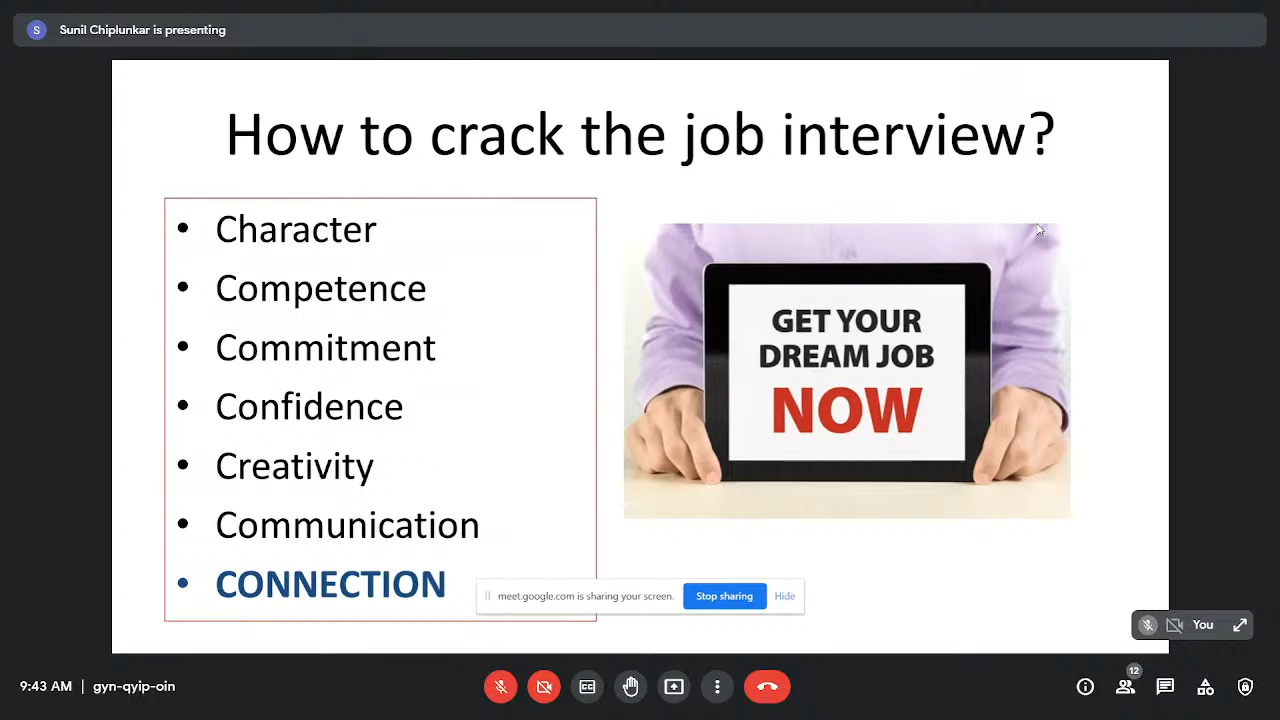 S Sunil Chiplunkar is presenting
How to crack the job interview?
• Character
• Competence
• Commitment
• Confidence
• Creativity
• Communication
• CONNECTION
GET YOUR
DREAM JOB
NOW
meet.google.com is sharing your screen. Stop sharing Hide
You
9:43 AM | gyn-qyip-oin
CC
12